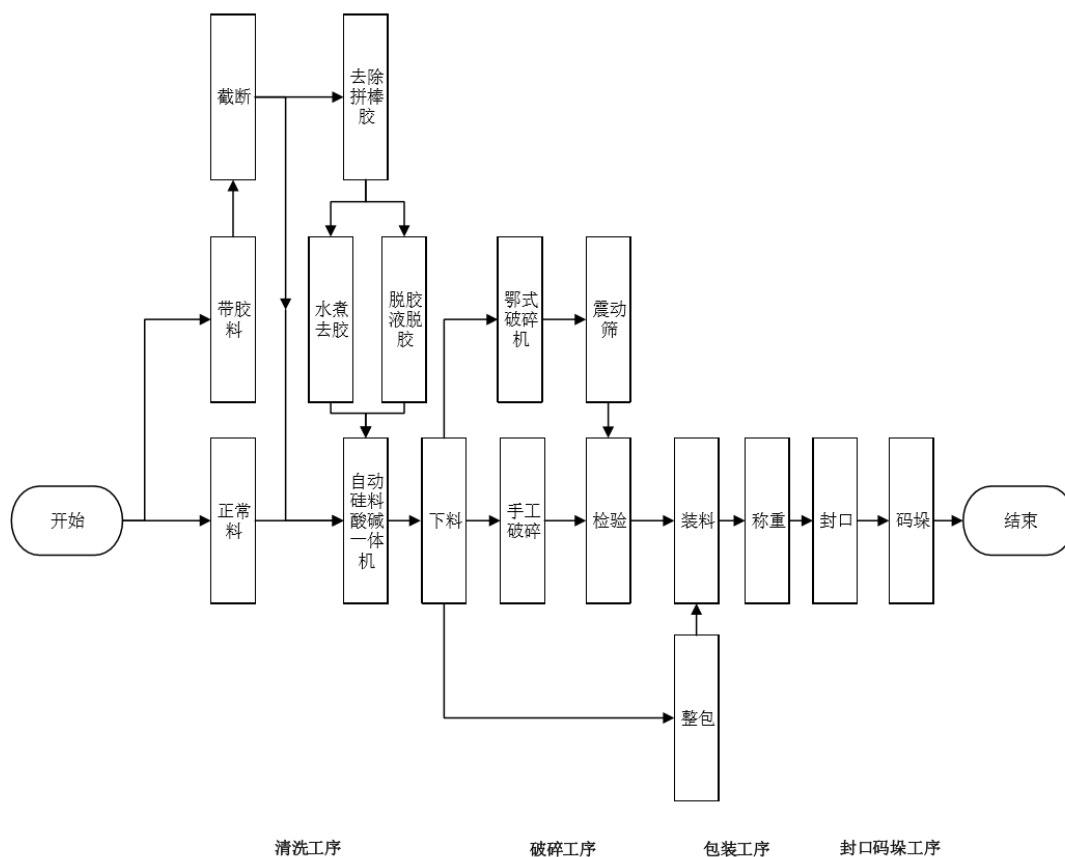 截断
去除
拼棒
胶
带胶
料
水煮
去胶
脱胶
液脱
胶
鄂式
破碎
机
震动
筛
开始
正常
料
自动
硅料
酸碱
一体
机
下料
手工
破碎
检验
装料
称重
封口
码垛
结束
整包
清洗工序
破碎工序
包装工序
封口码垛工序